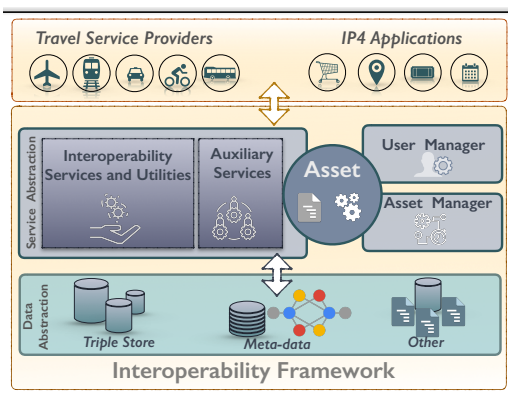 Travel Service Providers
IP4 Applications
Service Abstraction
Interoperability
Services and Utilities
Auxiliary
Services
Asset
User Manager
Asset Manager
Data
Abstraction
Triple Store
Meta-data
Other
Interoperability Framework